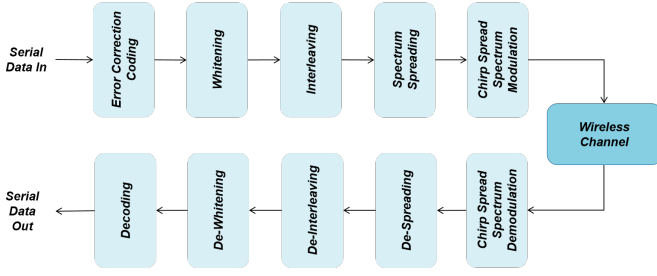 Serial
Data In
Error Correction
Coding
Whitening
Interleaving
Spectrum
Spreading
Chirp Spread
Spectrum
Modulation
Wireless
Channel
Serial
Data
Out
Decoding
De-Whitening
De-Interleaving
De-Spreading
Chirp Spread
Spectrum
Demodulation